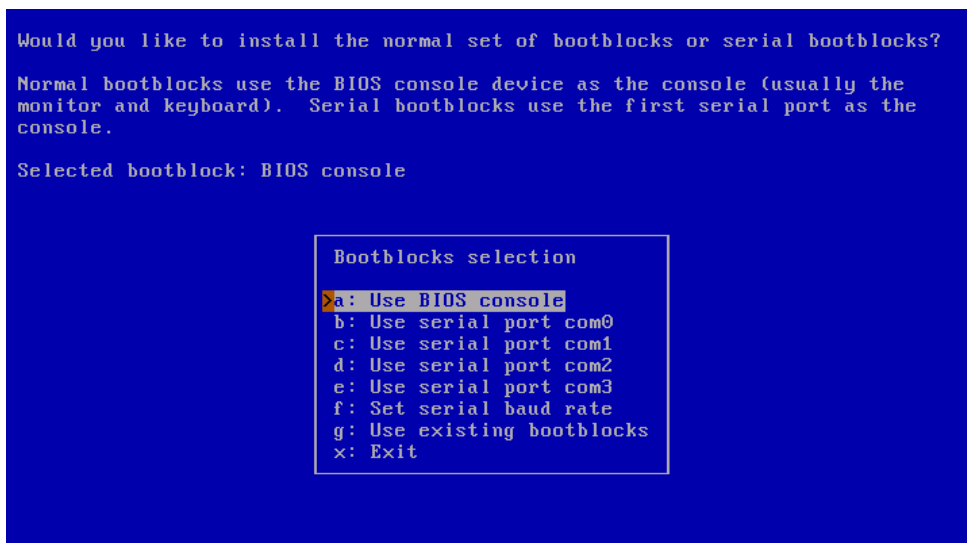 Would you like to install the normal set of bootblocks or serial bootblocks?
Normal bootblocks use the BIOS console device as the console (usually the
monitor and keyboard).  Serial bootblocks use the first serial port as the
console.
Selected bootblock: BIOS console
Bootblocks selection
>a: Use BIOS console
b: Use serial port com0
c: Use serial port com1
d: Use serial port com2
e: Use serial port com3
f: Set serial baud rate
g: Use existing bootblocks
x: Exit